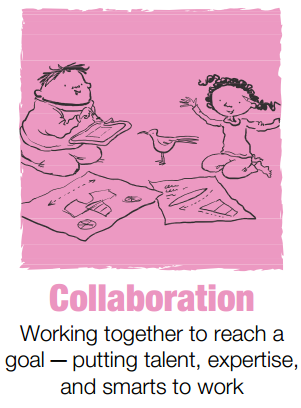 Collaboration
Working together to reach a
goal — putting talent, expertise,
and smarts to work